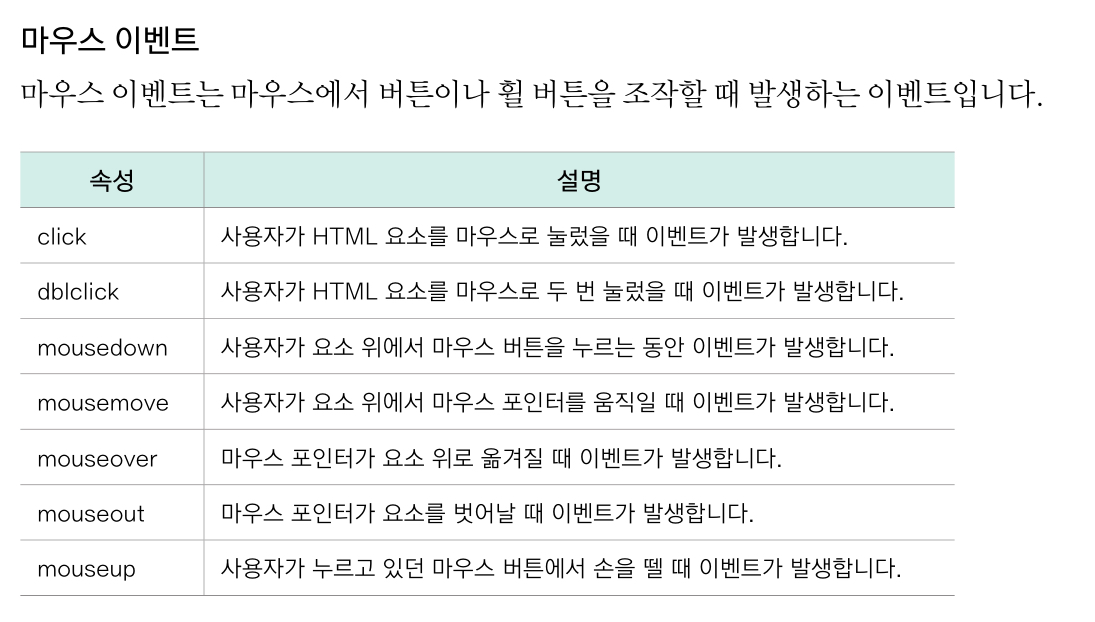 마우스 이벤트
마우스 이벤트는 마우스에서 버튼이나 휠 버튼을 조작할 때 발생하는 이벤트입니다.
속성 설명
click 사용자가 HTML 요소를 마우스로 눌렀을 때 이벤트가 발생합니다.
dblclick 사용자가 HTML 요소를 마우스로 두 번 눌렀을 때 이벤트가 발생합니다.
mousedown 사용자가 요소 위에서 마우스 버튼을 누르는 동안 이벤트가 발생합니다.
mousemove 사용자가 요소 위에서 마우스 포인터를 움직일 때 이벤트가 발생합니다.
mouseover 마우스 포인터가 요소 위로 옮겨질 때 이벤트가 발생합니다.
mouseout 마우스 포인터가 요소를 벗어날 때 이벤트가 발생합니다.
mouseup 사용자가 누르고 있던 마우스 버튼에서 손을 뗄 때 이벤트가 발생합니다.